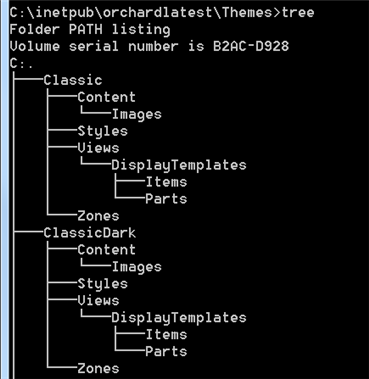 C:\inetpub\orchardlatest\Themes>tree
Folder PATH listing
Volume serial number is B2AC-D928
C:.
├───Classic
│   ├───Content
│   │   └───Images
│   ├───Styles
│   ├───Views
│   │   └───DisplayTemplates
│   │       ├───Items
│   │       └───Parts
│   └───Zones
├───ClassicDark
│   ├───Content
│   │   └───Images
│   ├───Styles
│   ├───Views
│   │   └───DisplayTemplates
│   │       ├───Items
│   │       └───Parts
│   └───Zones